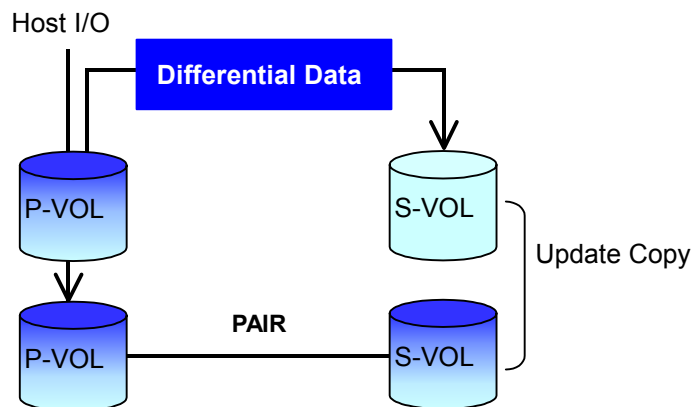 Host I/O
Differential Data
P-VOL
S-VOL
Update Copy
PAIR
P-VOL
S-VOL